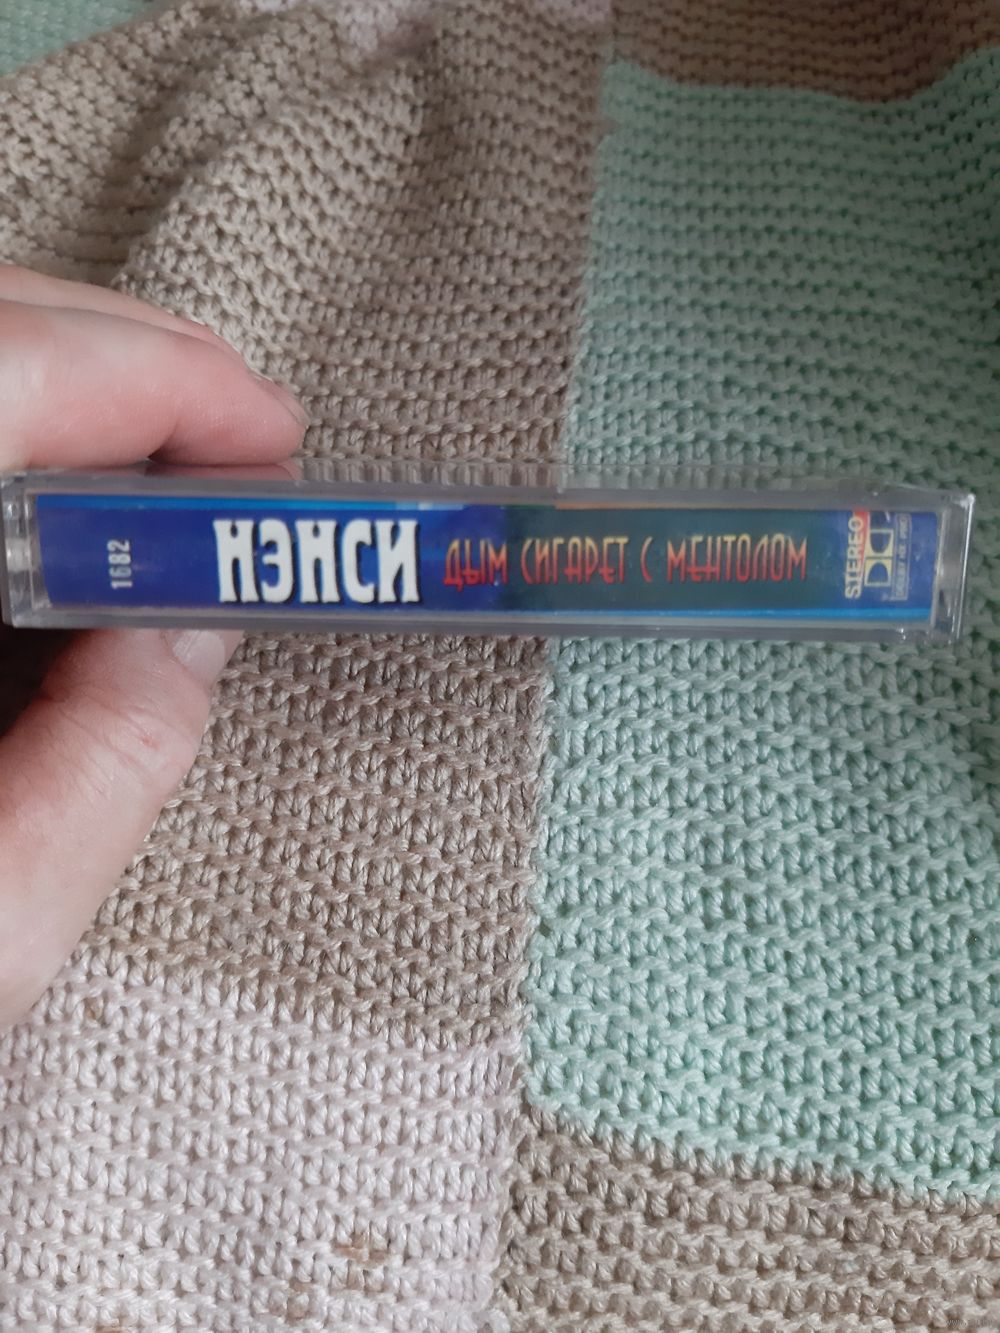 1682
НЭНСИ
ДЫМ СИГАРЕТ С МЕНТОЛОМ
STEREO